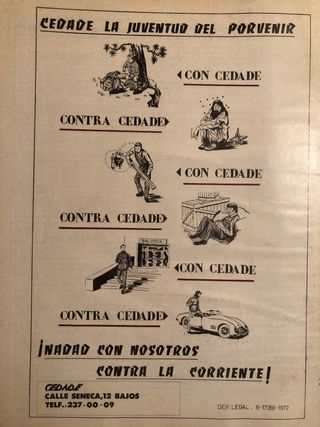 CEDADE LA JUVENTUD DEL PORVENIR
CON CEDADE
CONTRA CEDADE
CON CEDADE
CONTRA CEDADE
BIBLIOTECA
CON CEDADE
CONTRA CEDADE
¡NADAD CON NOSOTROS
CONTRA LA CORRIENTE!
CEDADE
CALLE SENECA,12 BAJOS
TELF.:237-00-09
DEP LEGAL. B-17359-1972